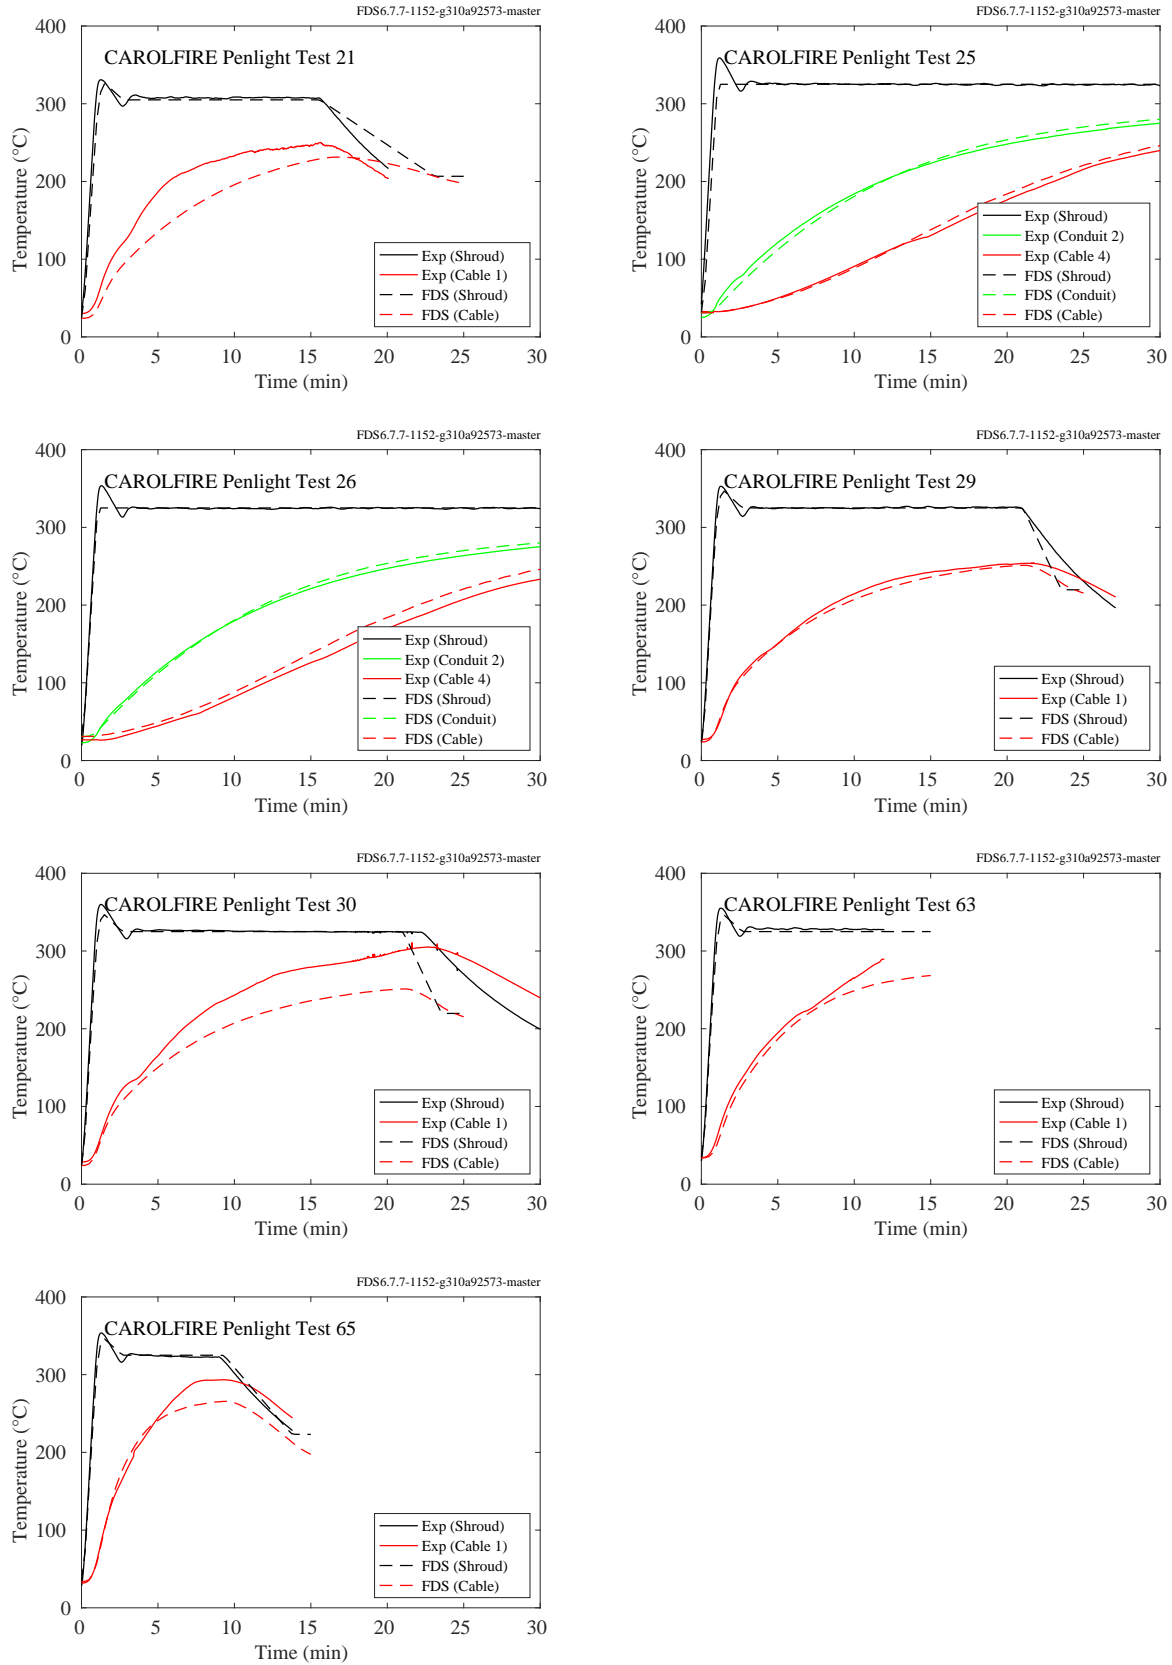 FDS6.7.7-1152-g310a92573-master
CAROLFIRE Penlight Test 21
Temperature (°C)
400
300
200
100
0
Exp (Shroud)
Exp (Cable 1)
FDS (Shroud)
FDS (Cable)
0 5 10 15 20 25 30
Time (min)
FDS6.7.7-1152-g310a92573-master
CAROLFIRE Penlight Test 25
Temperature (°C)
400
300
200
100
0
Exp (Shroud)
Exp (Conduit 2)
Exp (Cable 4)
FDS (Shroud)
FDS (Conduit)
FDS (Cable)
0 5 10 15 20 25 30
Time (min)
FDS6.7.7-1152-g310a92573-master
CAROLFIRE Penlight Test 26
Temperature (°C)
400
300
200
100
0
Exp (Shroud)
Exp (Conduit 2)
Exp (Cable 4)
FDS (Shroud)
FDS (Conduit)
FDS (Cable)
0 5 10 15 20 25 30
Time (min)
FDS6.7.7-1152-g310a92573-master
CAROLFIRE Penlight Test 29
Temperature (°C)
400
300
200
100
0
Exp (Shroud)
Exp (Cable 1)
FDS (Shroud)
FDS (Cable)
0 5 10 15 20 25 30
Time (min)
FDS6.7.7-1152-g310a92573-master
CAROLFIRE Penlight Test 30
Temperature (°C)
400
300
200
100
0
Exp (Shroud)
Exp (Cable 1)
FDS (Shroud)
FDS (Cable)
0 5 10 15 20 25 30
Time (min)
FDS6.7.7-1152-g310a92573-master
CAROLFIRE Penlight Test 63
Temperature (°C)
400
300
200
100
0
Exp (Shroud)
Exp (Cable 1)
FDS (Shroud)
FDS (Cable)
0 5 10 15 20 25 30
Time (min)
FDS6.7.7-1152-g310a92573-master
CAROLFIRE Penlight Test 65
Temperature (°C)
400
300
200
100
0
Exp (Shroud)
Exp (Cable 1)
FDS (Shroud)
FDS (Cable)
0 5 10 15 20 25 30
Time (min)